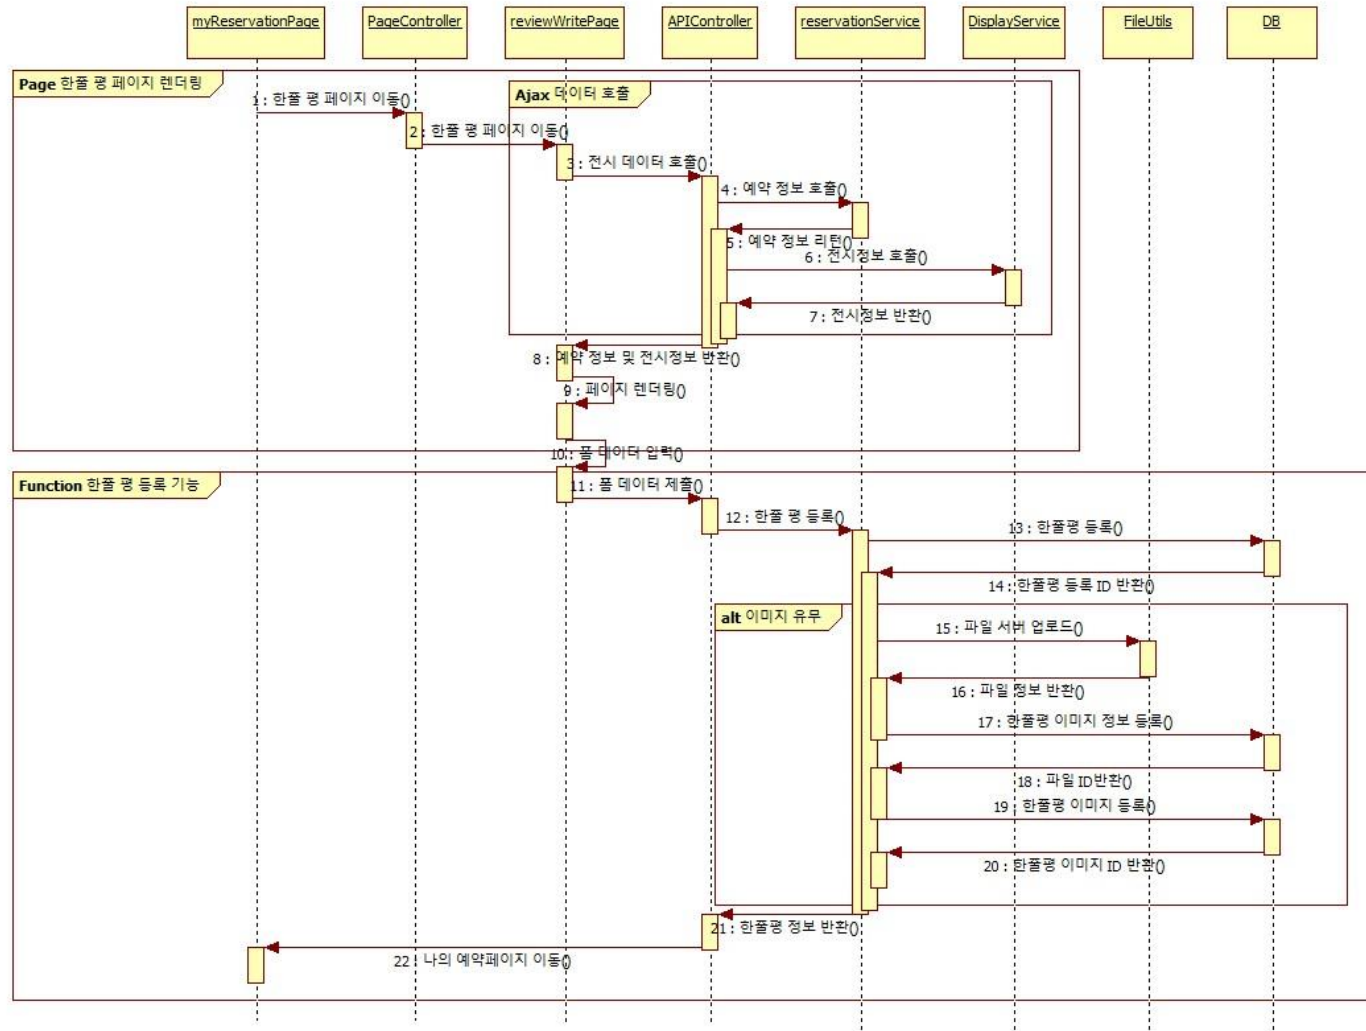 myReservationPage PageController reviewWritePage APIController reservationService DisplayService FileUtils DB
Page 한줄 평 페이지 렌더링
Ajax 데이터 호출
1 : 한줄 평 페이지 이동()
2 : 한줄 평 페이지 이동()
3 : 전시 데이터 호출()
4 : 예약 정보 호출()
5 : 예약 정보 리턴()
6 : 전시정보 호출()
7 : 전시정보 반환()
8 : 예약 정보 및 전시정보 반환()
9 : 페이지 렌더링()
10 : 폼 데이터 입력()
Function 한줄 평 등록 기능
11 : 폼 데이터 제출()
12 : 한줄 평 등록()
13 : 한줄평 등록()
14 : 한줄평 등록 ID 반환()
alt 이미지 유무
15 : 파일 서버 업로드()
16 : 파일 정보 반환()
17 : 한줄평 이미지 정보 등록()
18 : 파일 ID반환()
19 : 한줄평 이미지 등록()
20 : 한줄평 이미지 ID 반환()
21 : 한줄평 정보 반환()
22 : 나의 예약페이지 이동()